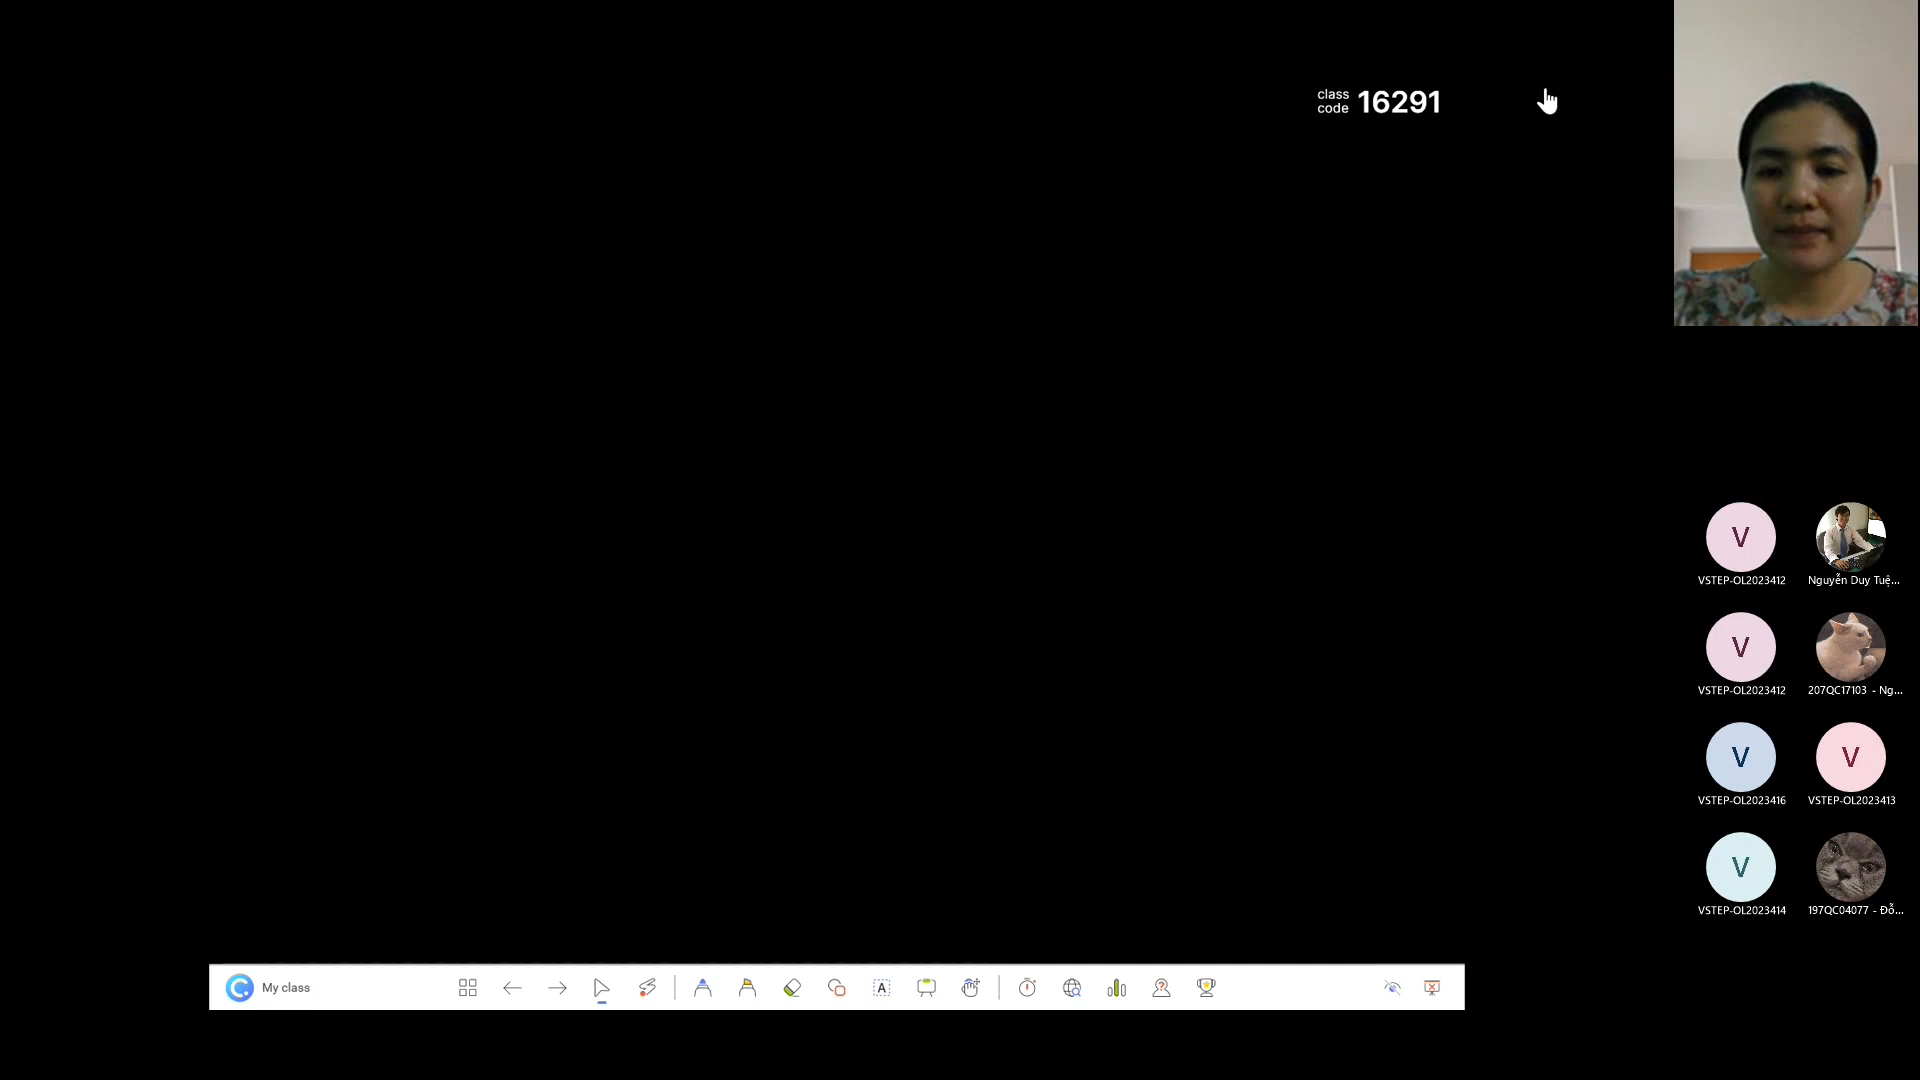 class
code 16291
V
VSTEP-OL2023412
Nguyễn Duy Tuệ...
V
VSTEP-OL2023412
207QC17103 - Ng...
V
VSTEP-OL2023416
V
VSTEP-OL2023413
V
VSTEP-OL2023414
197QC04077 - Đỗ...
My class
A